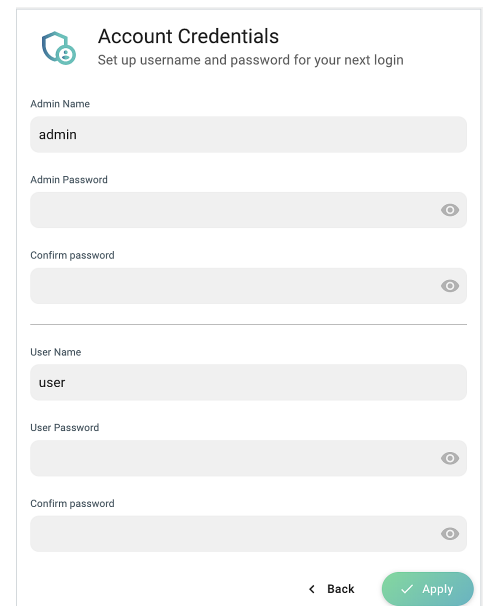 Account Credentials
Set up username and password for your next login
Admin Name
admin
Admin Password
Confirm password
User Name
user
User Password
Confirm password
Back
Apply